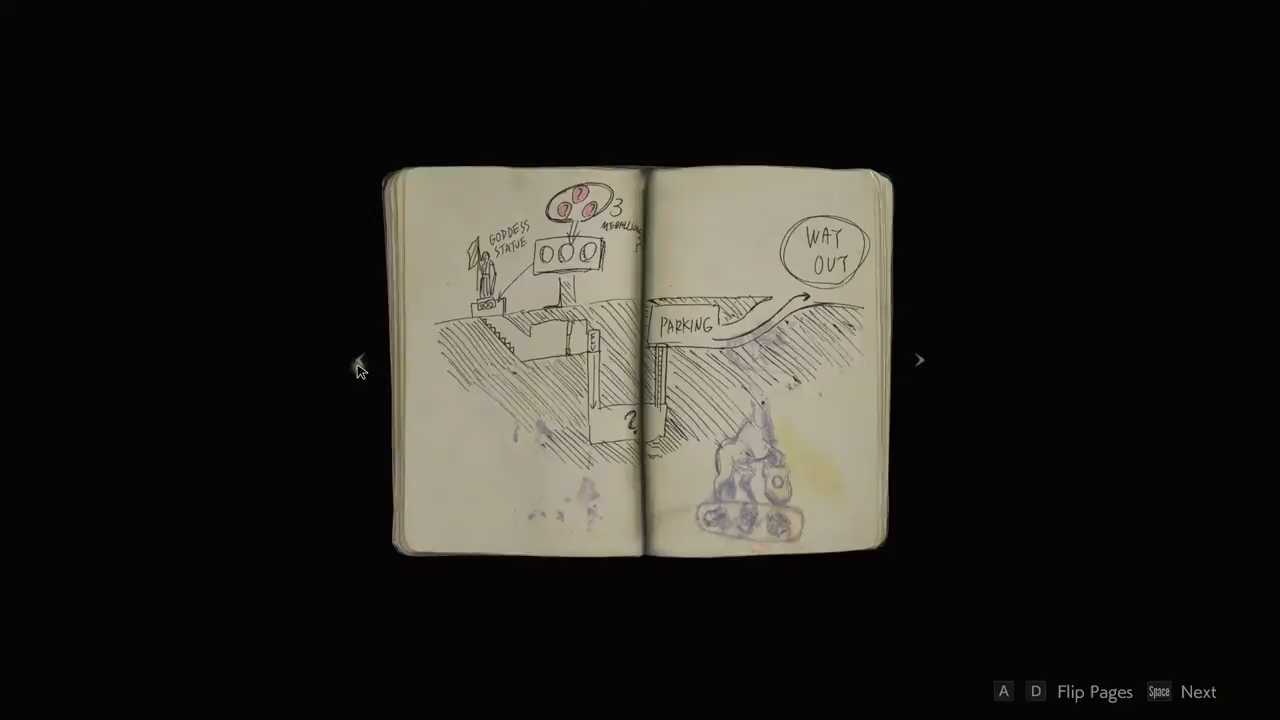 3
MEDALLIONS
?
GODDESS
STATUE
? ? ?
WAY
OUT
PARKING
?
A D Flip Pages Space Next